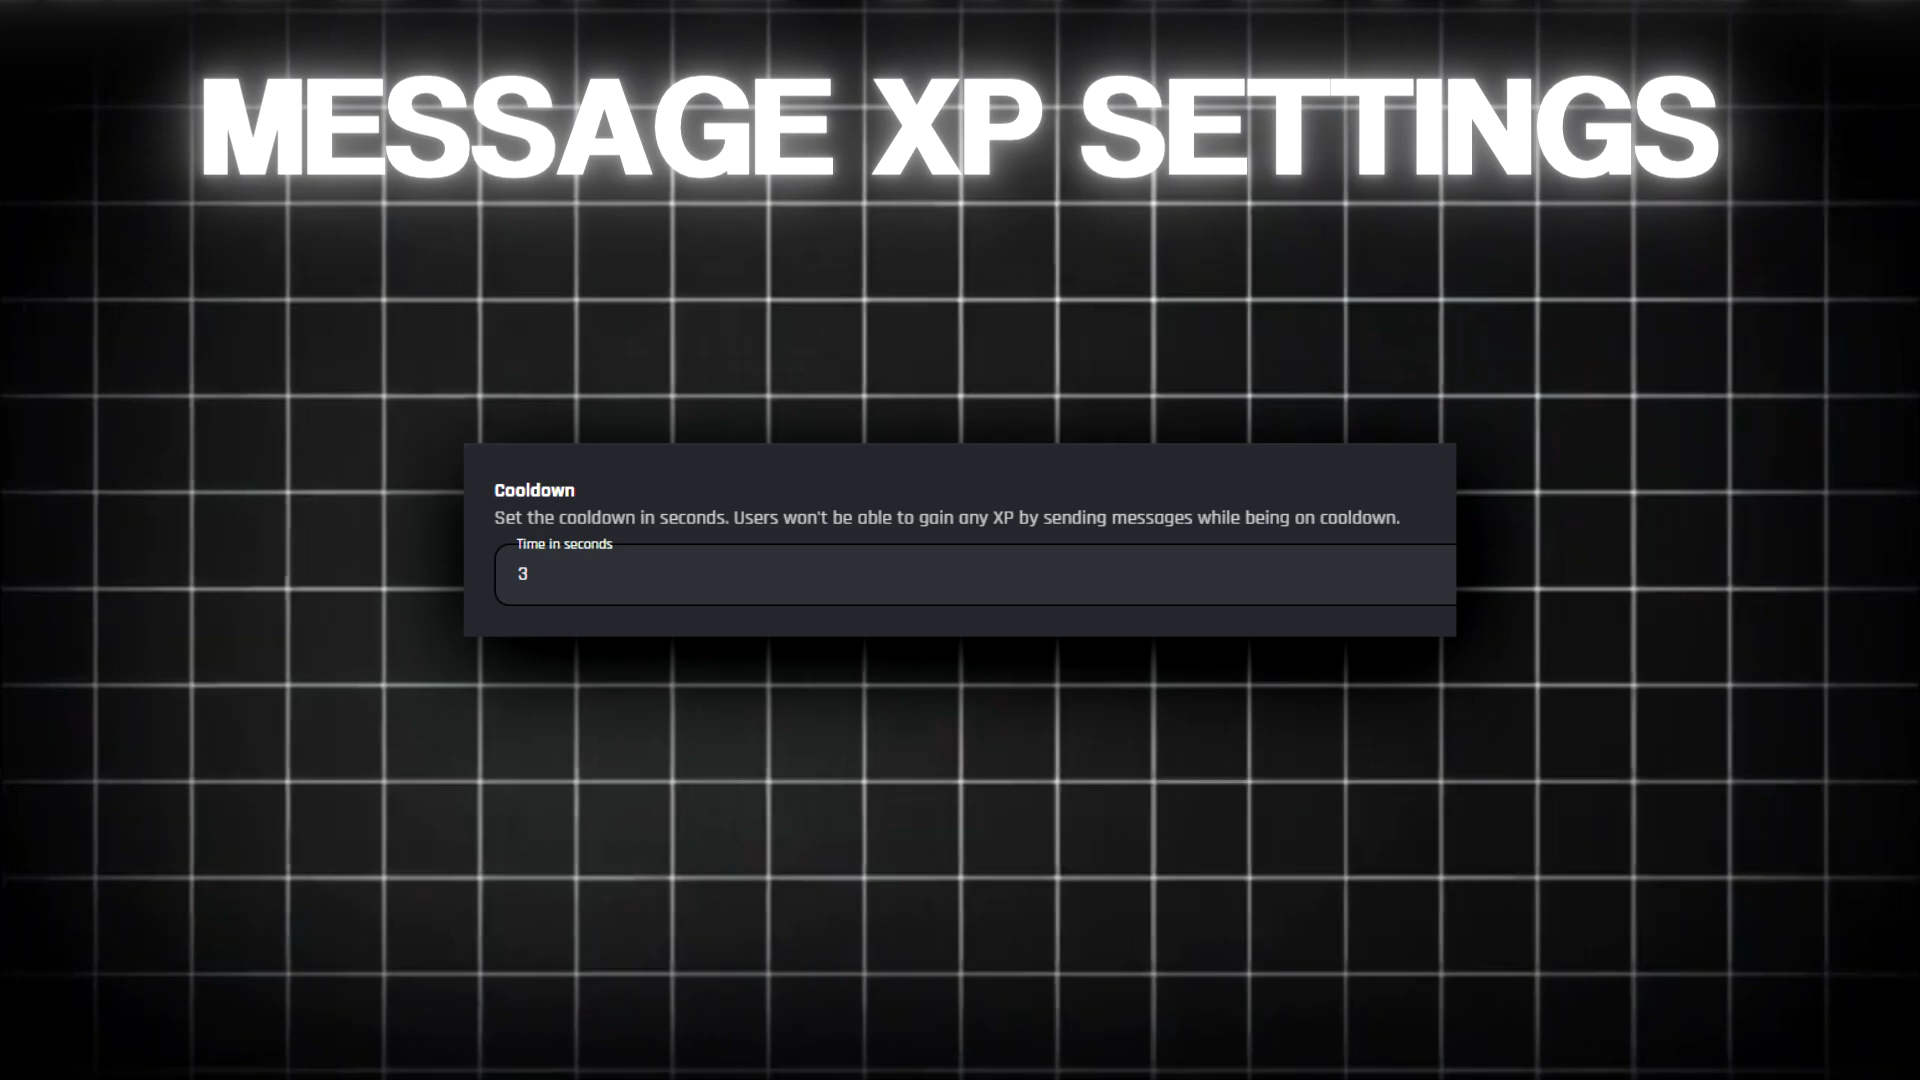 MESSAGE XP SETTINGS
Cooldown
Set the cooldown in seconds. Users won't be able to gain any XP by sending messages while being on cooldown.
Time in seconds
3